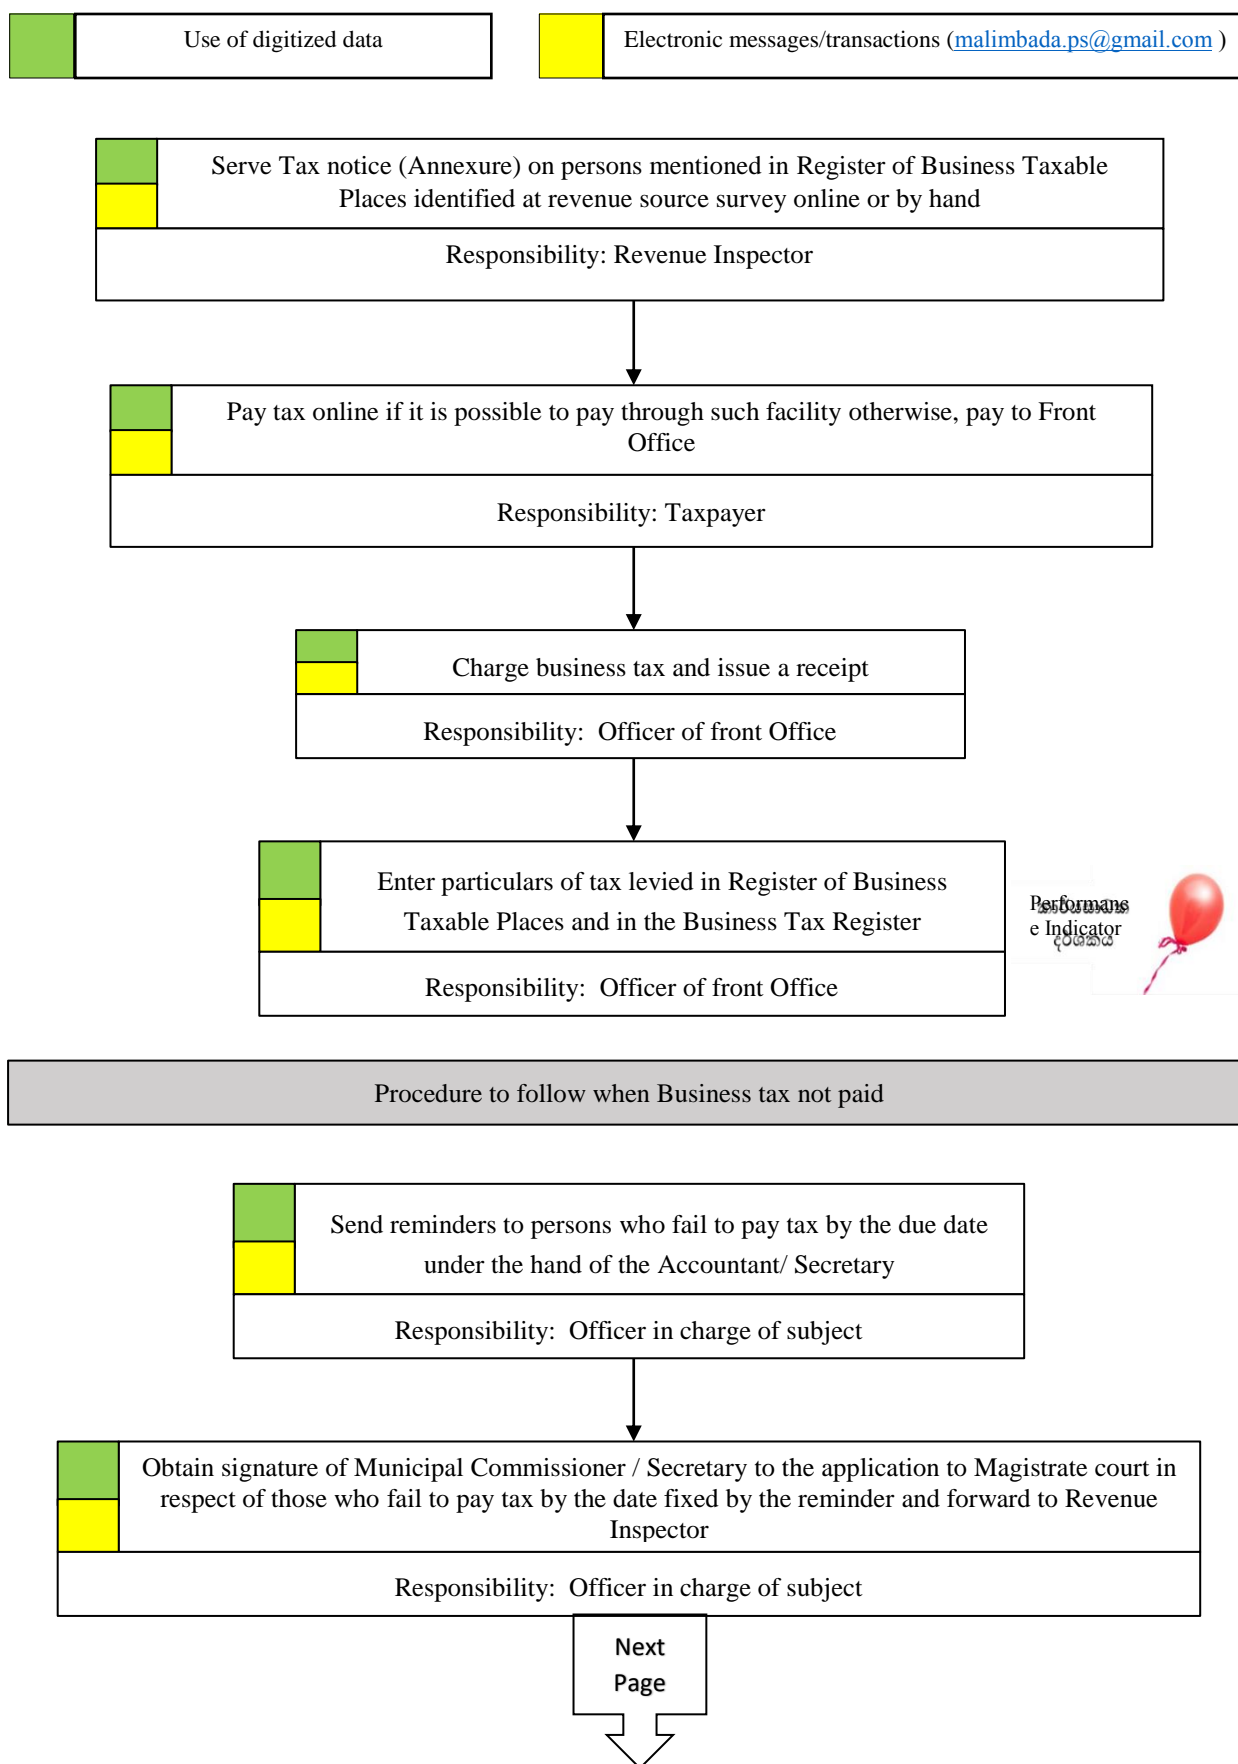 Use of digitized data
Electronic messages/transactions (malimbada.ps@gmail.com )
Serve Tax notice (Annexure) on persons mentioned in Register of Business Taxable
Places identified at revenue source survey online or by hand
Responsibility: Revenue Inspector
Pay tax online if it is possible to pay through such facility otherwise, pay to Front
Office
Responsibility: Taxpayer
Charge business tax and issue a receipt
Responsibility:  Officer of front Office
Enter particulars of tax levied in Register of Business
Taxable Places and in the Business Tax Register
Responsibility:  Officer of front Office
Performanc
e Indicator
දර්ශකය
Procedure to follow when Business tax not paid
Send reminders to persons who fail to pay tax by the due date
under the hand of the Accountant/ Secretary
Responsibility:  Officer in charge of subject
Obtain signature of Municipal Commissioner / Secretary to the application to Magistrate court in
respect of those who fail to pay tax by the date fixed by the reminder and forward to Revenue
Inspector
Responsibility:  Officer in charge of subject
Next
Page